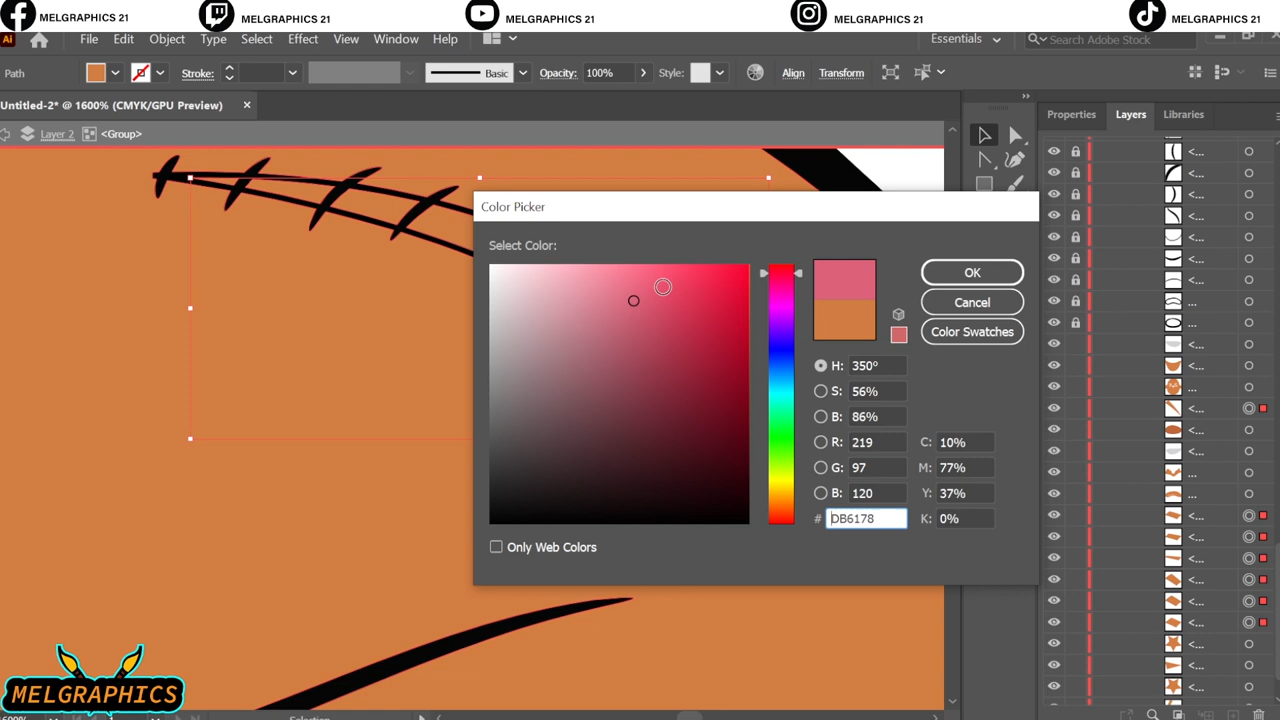 MELGRAPHICS 21
MELGRAPHICS 21
MELGRAPHICS 21
MELGRAPHICS 21
MELGRAPHICS 21
Ai File Edit Object Type Select Effect View Window Help Essentials Search Adobe Stock
Path Stroke: Basic Opacity: 100% Style: Align Transform
Untitled-2* @ 1600% (CMYK/GPU Preview) ×
Layer 2 <Group>
Properties Layers Libraries
Color Picker
Select Color:
OK
Cancel
Color Swatches
H: 350°
S: 56%
B: 86%
R: 219 C: 10%
G: 97 M: 77%
B: 120 Y: 37%
# DB6178 K: 0%
Only Web Colors
<...
<...
<...
<...
<...
<...
<...
...
...
<...
<...
...
<...
<...
<...
...
...
<...
<...
<...
<...
<...
<...
<...
<...
<...
MELGRAPHICS